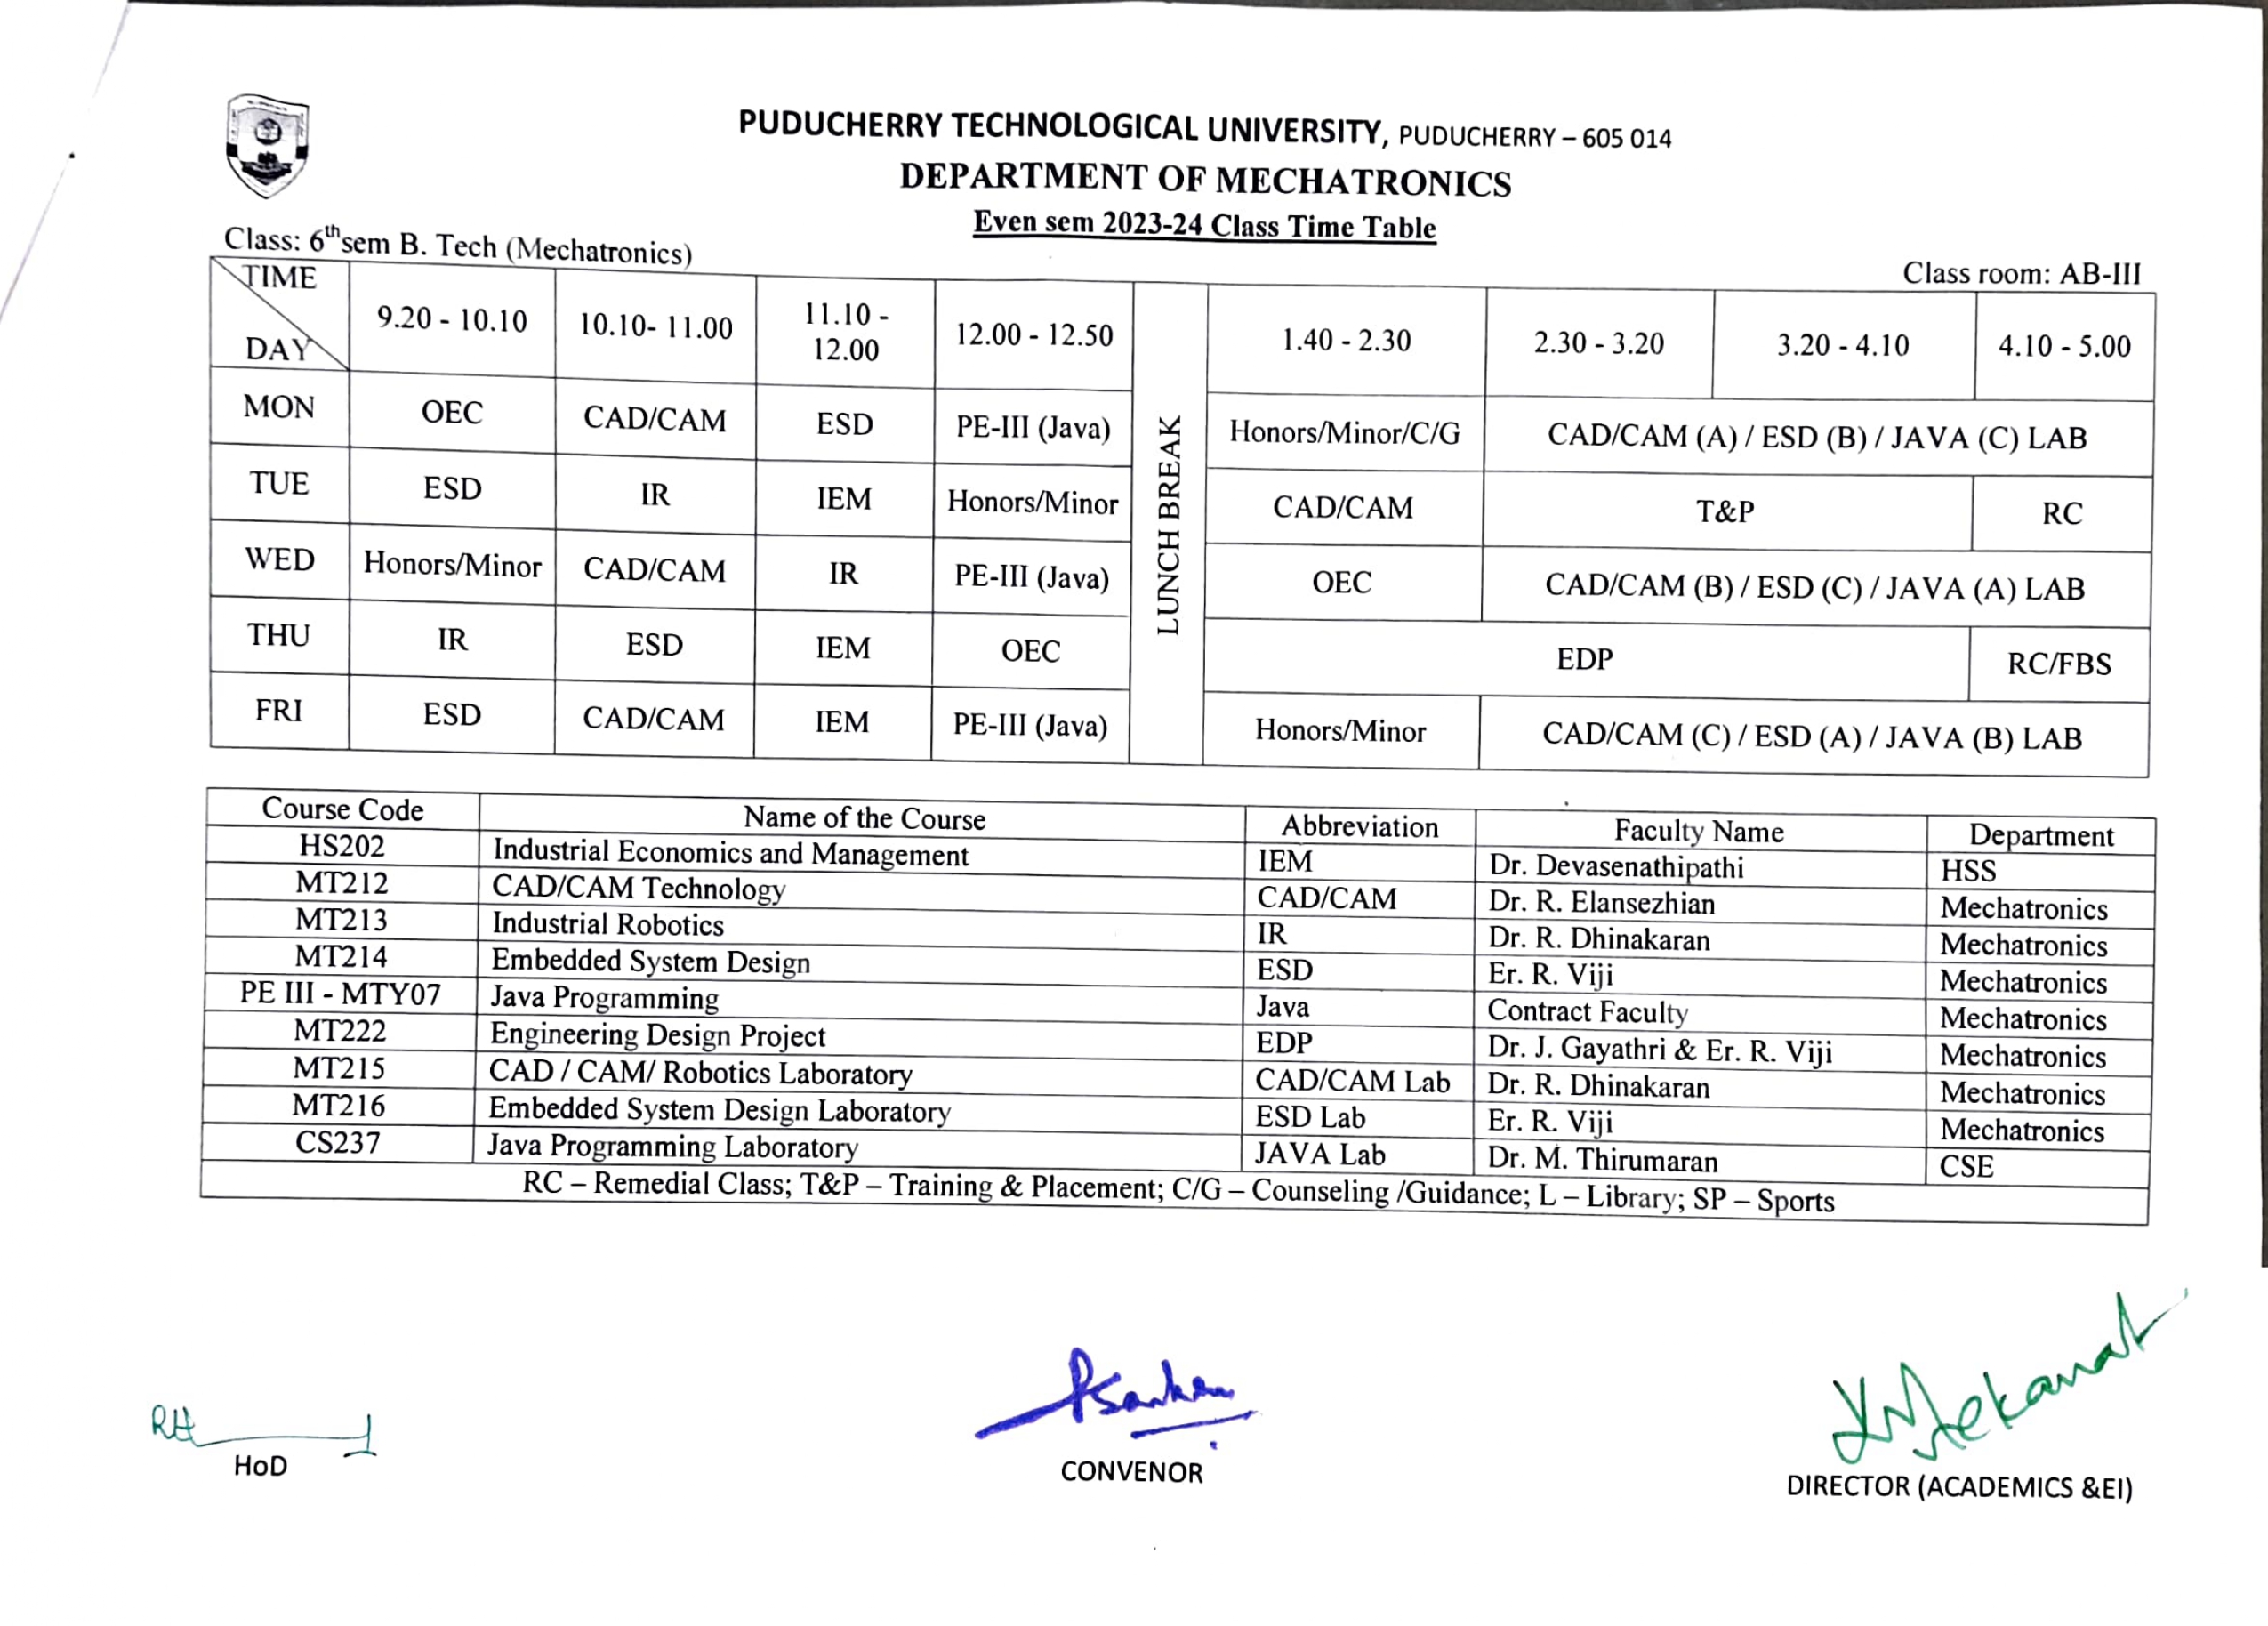 PUDUCHERRY TECHNOLOGICAL UNIVERSITY, PUDUCHERRY – 605 014
DEPARTMENT OF MECHATRONICS
Even sem 2023-24 Class Time Table
Class: 6th sem B. Tech (Mechatronics)
Class room: AB-III
TIME DAY 9.20 - 10.10 10.10- 11.00 11.10 - 12.00 12.00 - 12.50 LUNCH BREAK 1.40 - 2.30 2.30 - 3.20 3.20 - 4.10 4.10 - 5.00
MON OEC CAD/CAM ESD PE-III (Java) Honors/Minor/C/G CAD/CAM (A) / ESD (B) / JAVA (C) LAB
TUE ESD IR IEM Honors/Minor CAD/CAM T&P RC
WED Honors/Minor CAD/CAM IR PE-III (Java) OEC CAD/CAM (B) / ESD (C) / JAVA (A) LAB
THU IR ESD IEM OEC EDP RC/FBS
FRI ESD CAD/CAM IEM PE-III (Java) Honors/Minor CAD/CAM (C) / ESD (A) / JAVA (B) LAB
Course Code Name of the Course Abbreviation Faculty Name Department
HS202 Industrial Economics and Management IEM Dr. Devasenathipathi HSS
MT212 CAD/CAM Technology CAD/CAM Dr. R. Elansezhian Mechatronics
MT213 Industrial Robotics IR Dr. R. Dhinakaran Mechatronics
MT214 Embedded System Design ESD Er. R. Viji Mechatronics
PE III - MTY07 Java Programming Java Contract Faculty Mechatronics
MT222 Engineering Design Project EDP Dr. J. Gayathri & Er. R. Viji Mechatronics
MT215 CAD / CAM/ Robotics Laboratory CAD/CAM Lab Dr. R. Dhinakaran Mechatronics
MT216 Embedded System Design Laboratory ESD Lab Er. R. Viji Mechatronics
CS237 Java Programming Laboratory JAVA Lab Dr. M. Thirumaran CSE
RC – Remedial Class; T&P – Training & Placement; C/G – Counseling /Guidance; L – Library; SP – Sports
HoD
CONVENOR
DIRECTOR (ACADEMICS &EI)